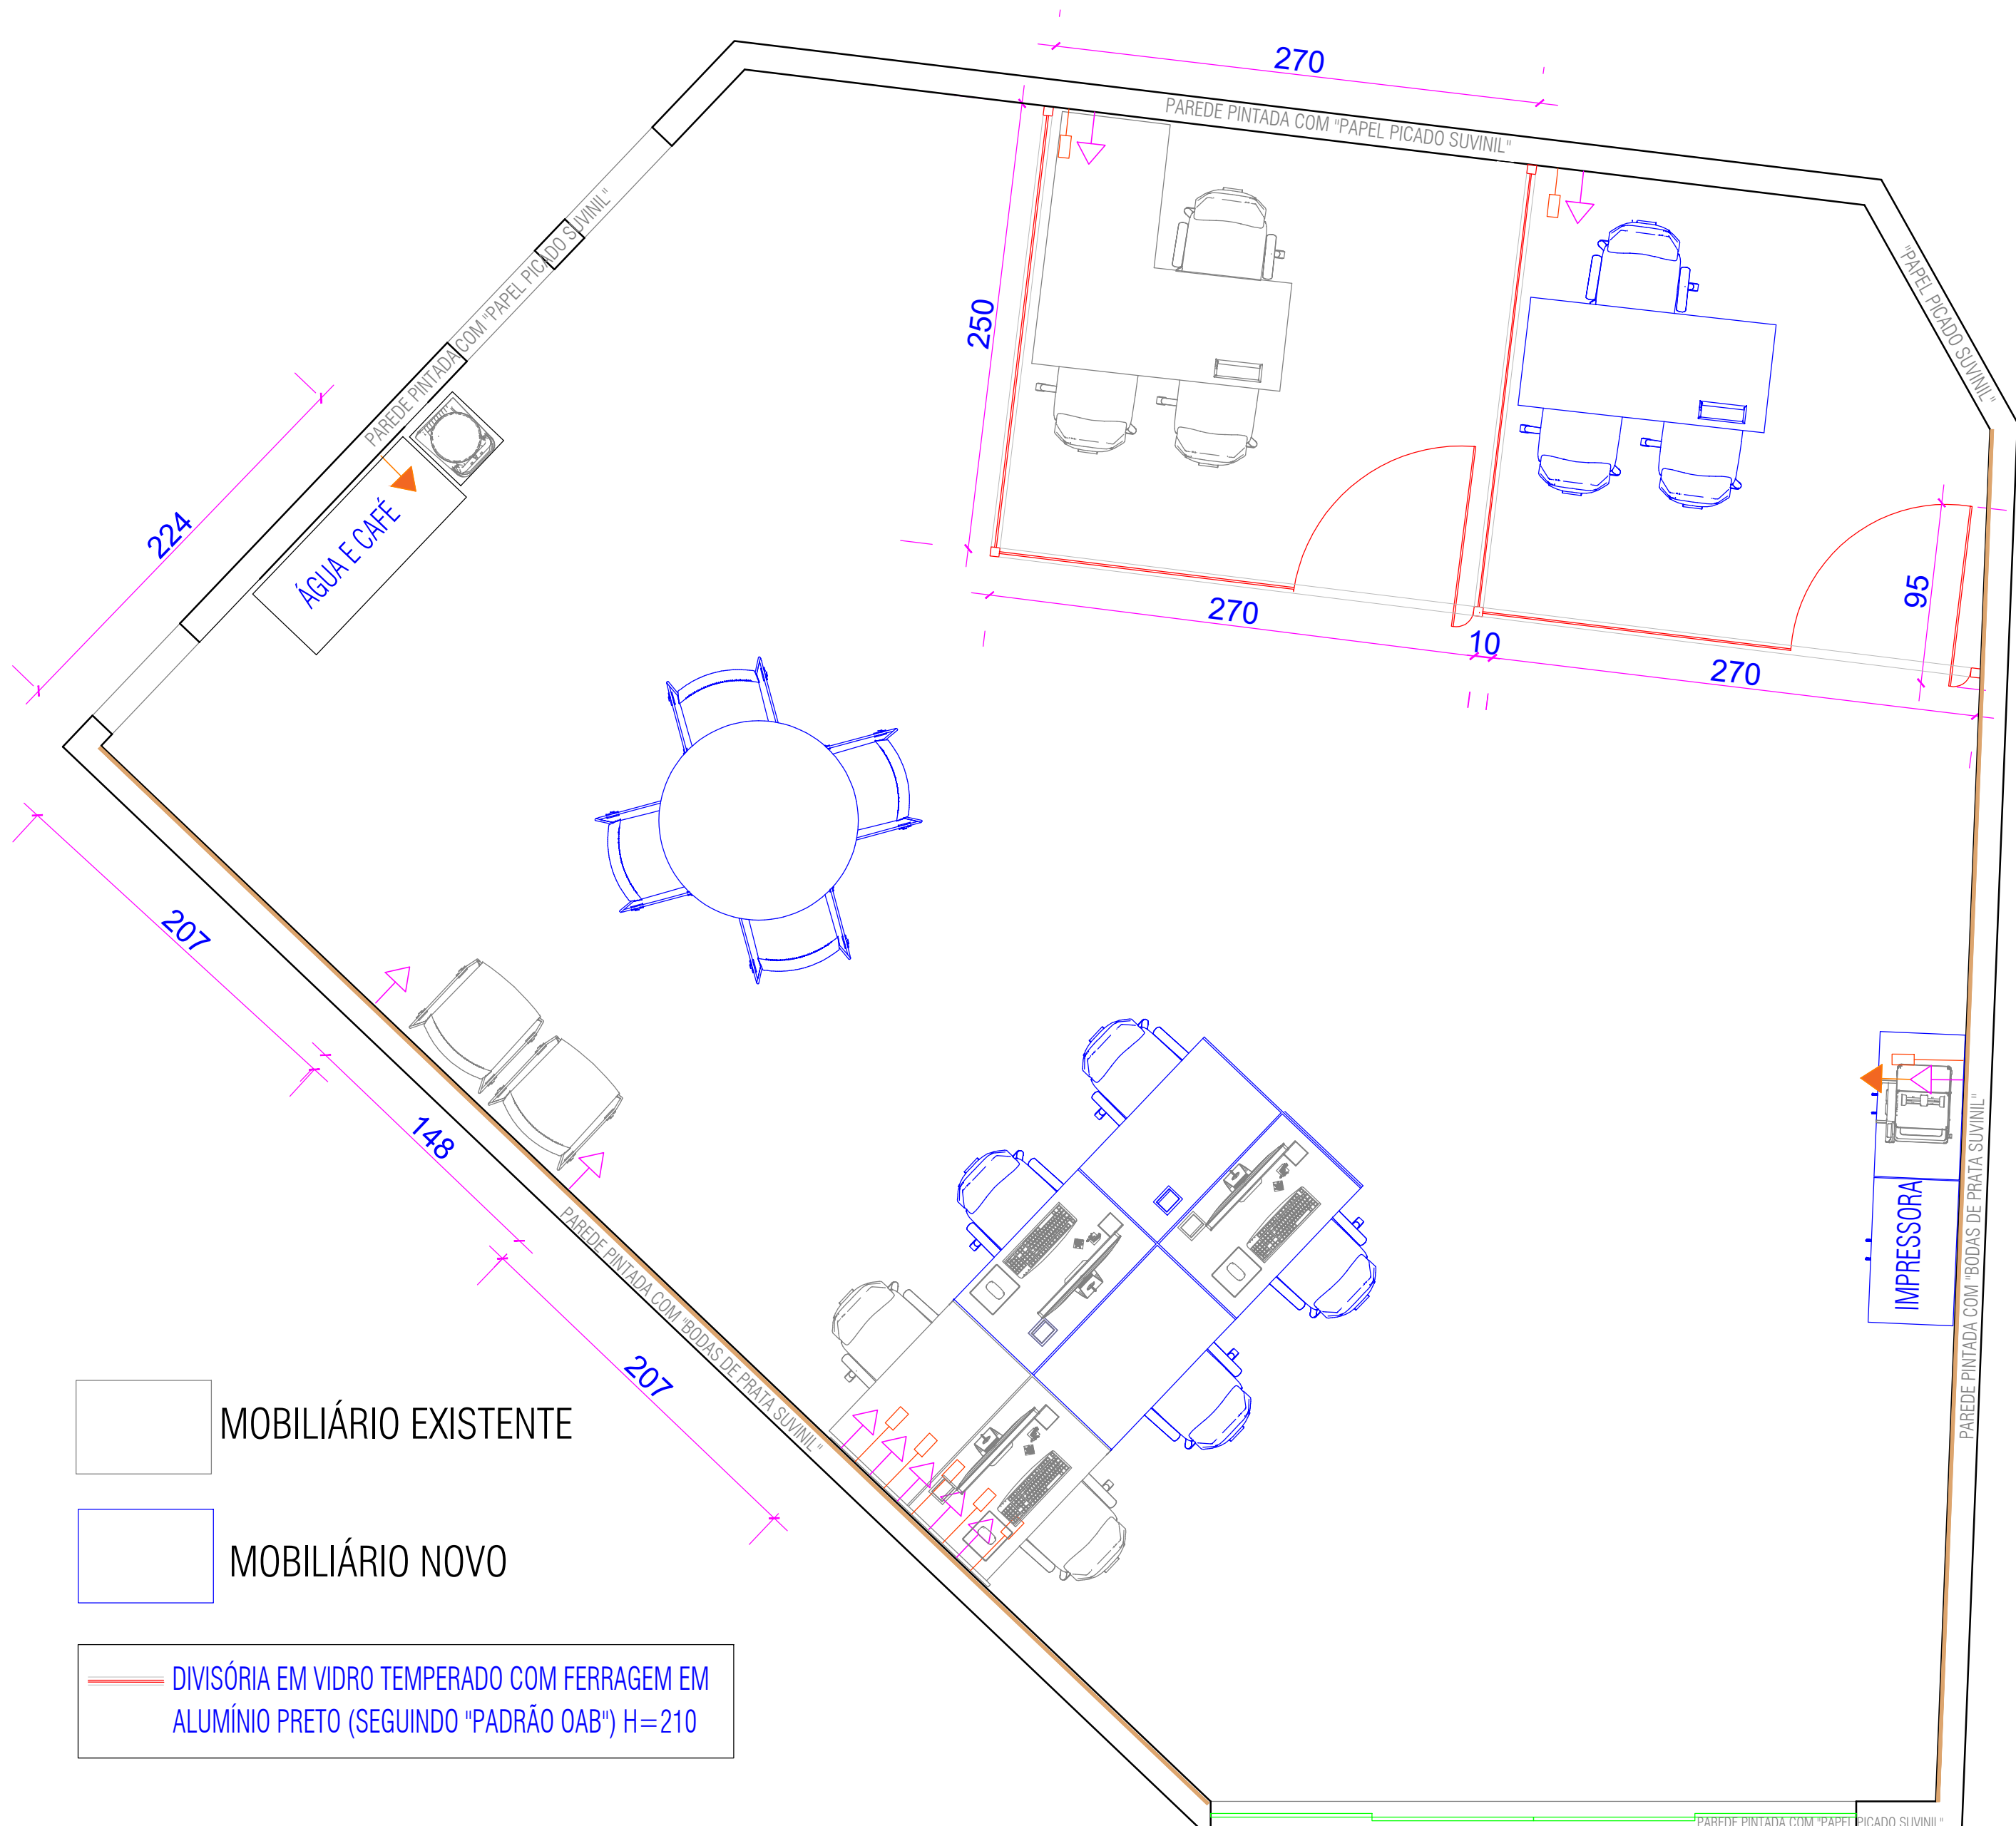 270
PAREDE PINTADA COM "PAPEL PICADO SUVINIL"
"PAPEL PICADO SUVINIL"
PAREDE PINTADA COM "PAPEL PICADO SUVINIL"
250
224
ÁGUA E CAFÉ
95
270
10
270
207
148
207
PAREDE PINTADA COM "BODAS DE PRATA SUVINIL"
IMPRESSORA
PAREDE PINTADA COM "BODAS DE PRATA SUVINIL"
MOBILIÁRIO EXISTENTE
MOBILIÁRIO NOVO
DIVISÓRIA EM VIDRO TEMPERADO COM FERRAGEM EM
ALUMÍNIO PRETO (SEGUINDO "PADRÃO OAB") H=210
PAREDE PINTADA COM "PAPEL PICADO SUVINIL"